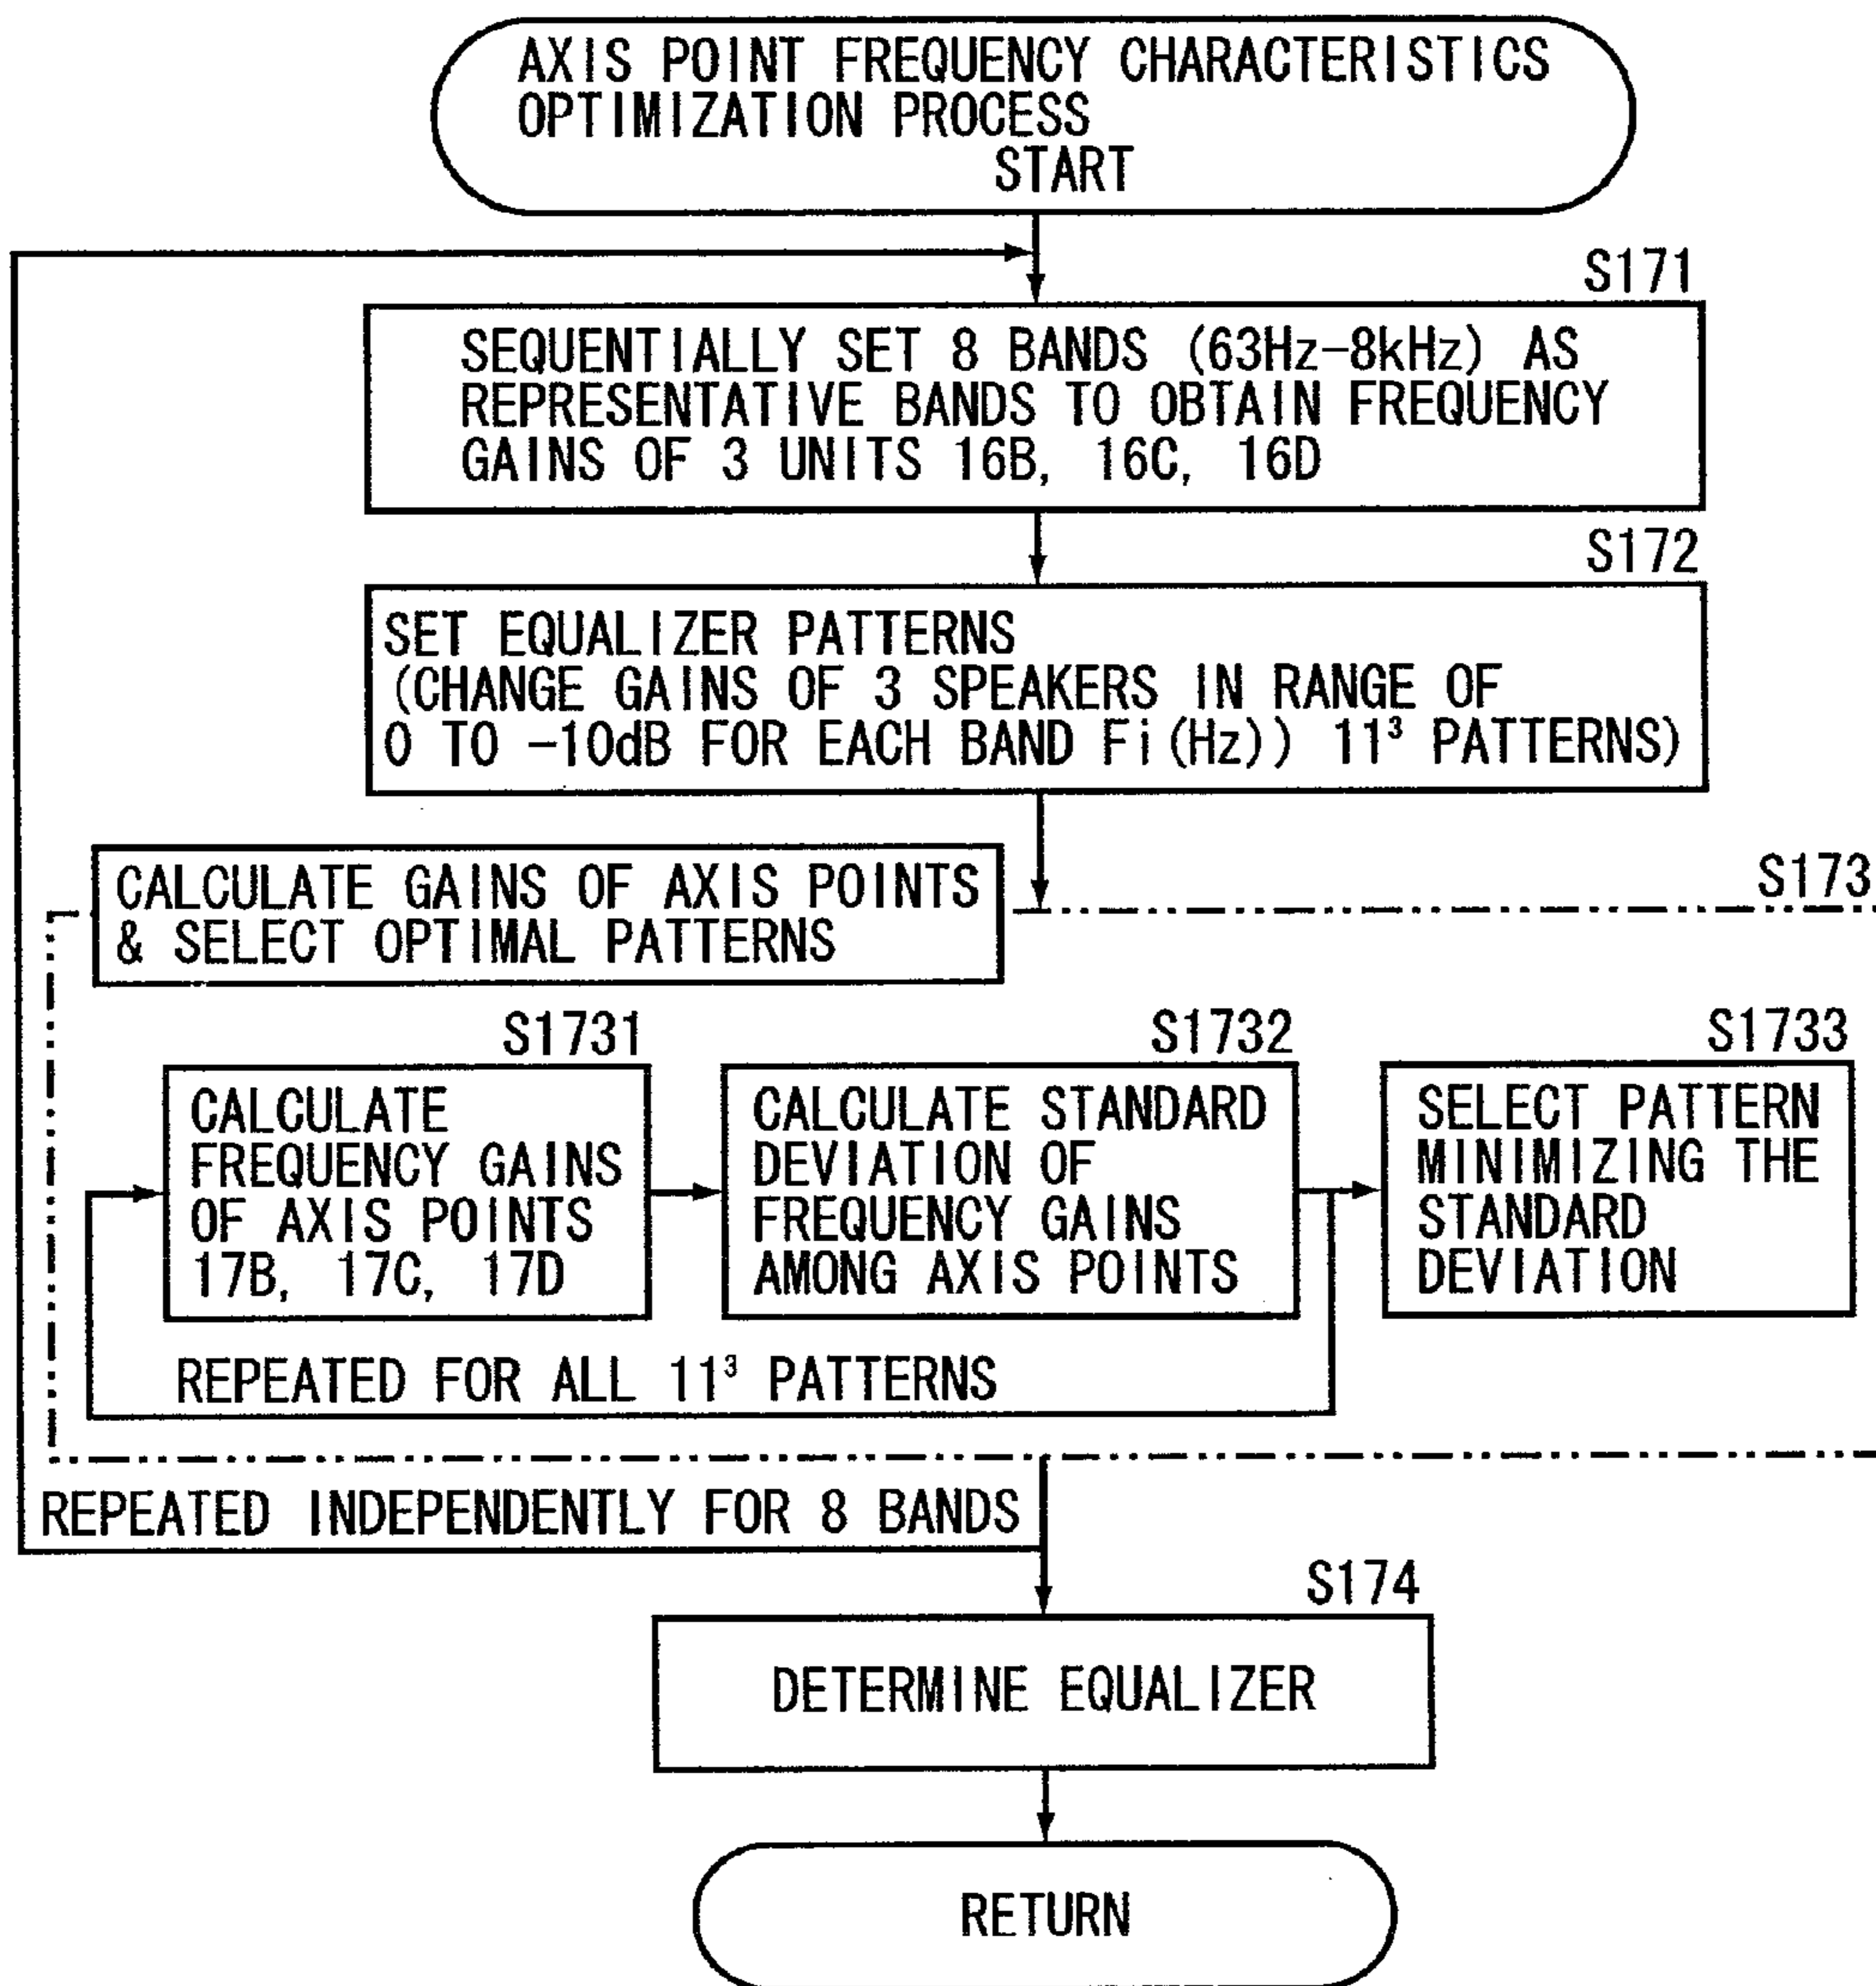 AXIS POINT FREQUENCY CHARACTERISTICS
OPTIMIZATION PROCESS
START
S171
SEQUENTIALLY SET 8 BANDS (63Hz-8kHz) AS
REPRESENTATIVE BANDS TO OBTAIN FREQUENCY
GAINS OF 3 UNITS 16B, 16C, 16D
S172
SET EQUALIZER PATTERNS
(CHANGE GAINS OF 3 SPEAKERS IN RANGE OF
0 TO -10dB FOR EACH BAND Fi(Hz)) 11³ PATTERNS)
S173
CALCULATE GAINS OF AXIS POINTS
& SELECT OPTIMAL PATTERNS
S1731
CALCULATE
FREQUENCY GAINS
OF AXIS POINTS
17B, 17C, 17D
S1732
CALCULATE STANDARD
DEVIATION OF
FREQUENCY GAINS
AMONG AXIS POINTS
S1733
SELECT PATTERN
MINIMIZING THE
STANDARD
DEVIATION
REPEATED FOR ALL 11³ PATTERNS
REPEATED INDEPENDENTLY FOR 8 BANDS
S174
DETERMINE EQUALIZER
RETURN